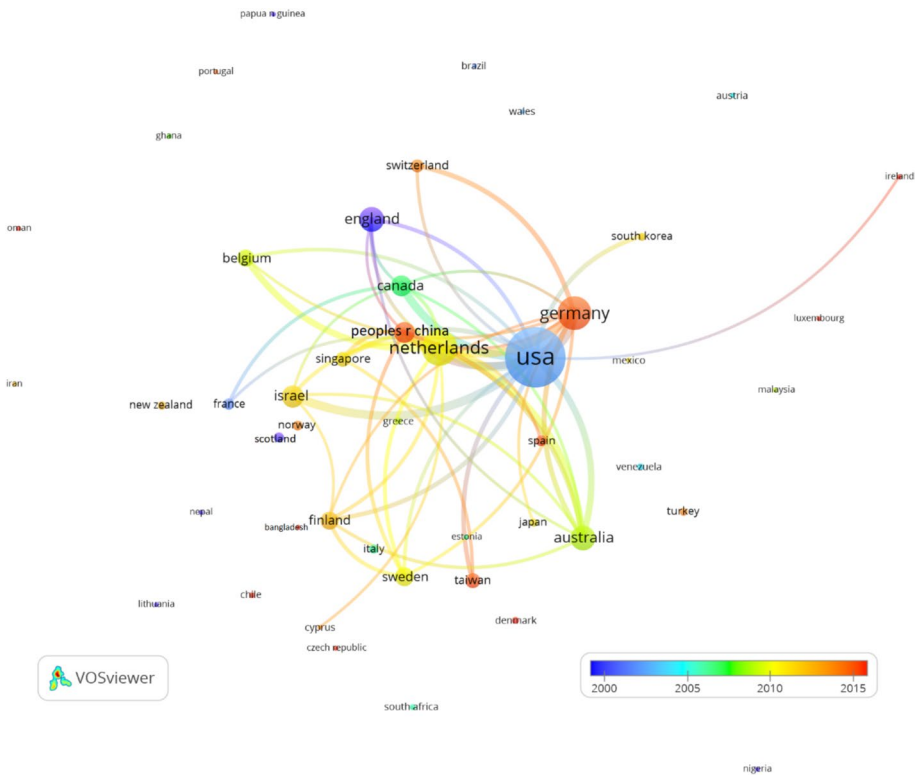 papua n guinea
brazil
portugal
austria
wales
ghana
switzerland
ireland
england
oman
south korea
belgium
canada
germany
luxembourg
peoples r china
netherlands
usa
singapore
mexico
iran
malaysia
israel
new zealand
france
greece
norway
scotland
spain
venezuela
nepal
turkey
finland
japan
bangladesh
estonia
australia
italy
sweden
taiwan
chile
lithuania
denmark
cyprus
czech republic
VOSviewer
2000 2005 2010 2015
south africa
nigeria